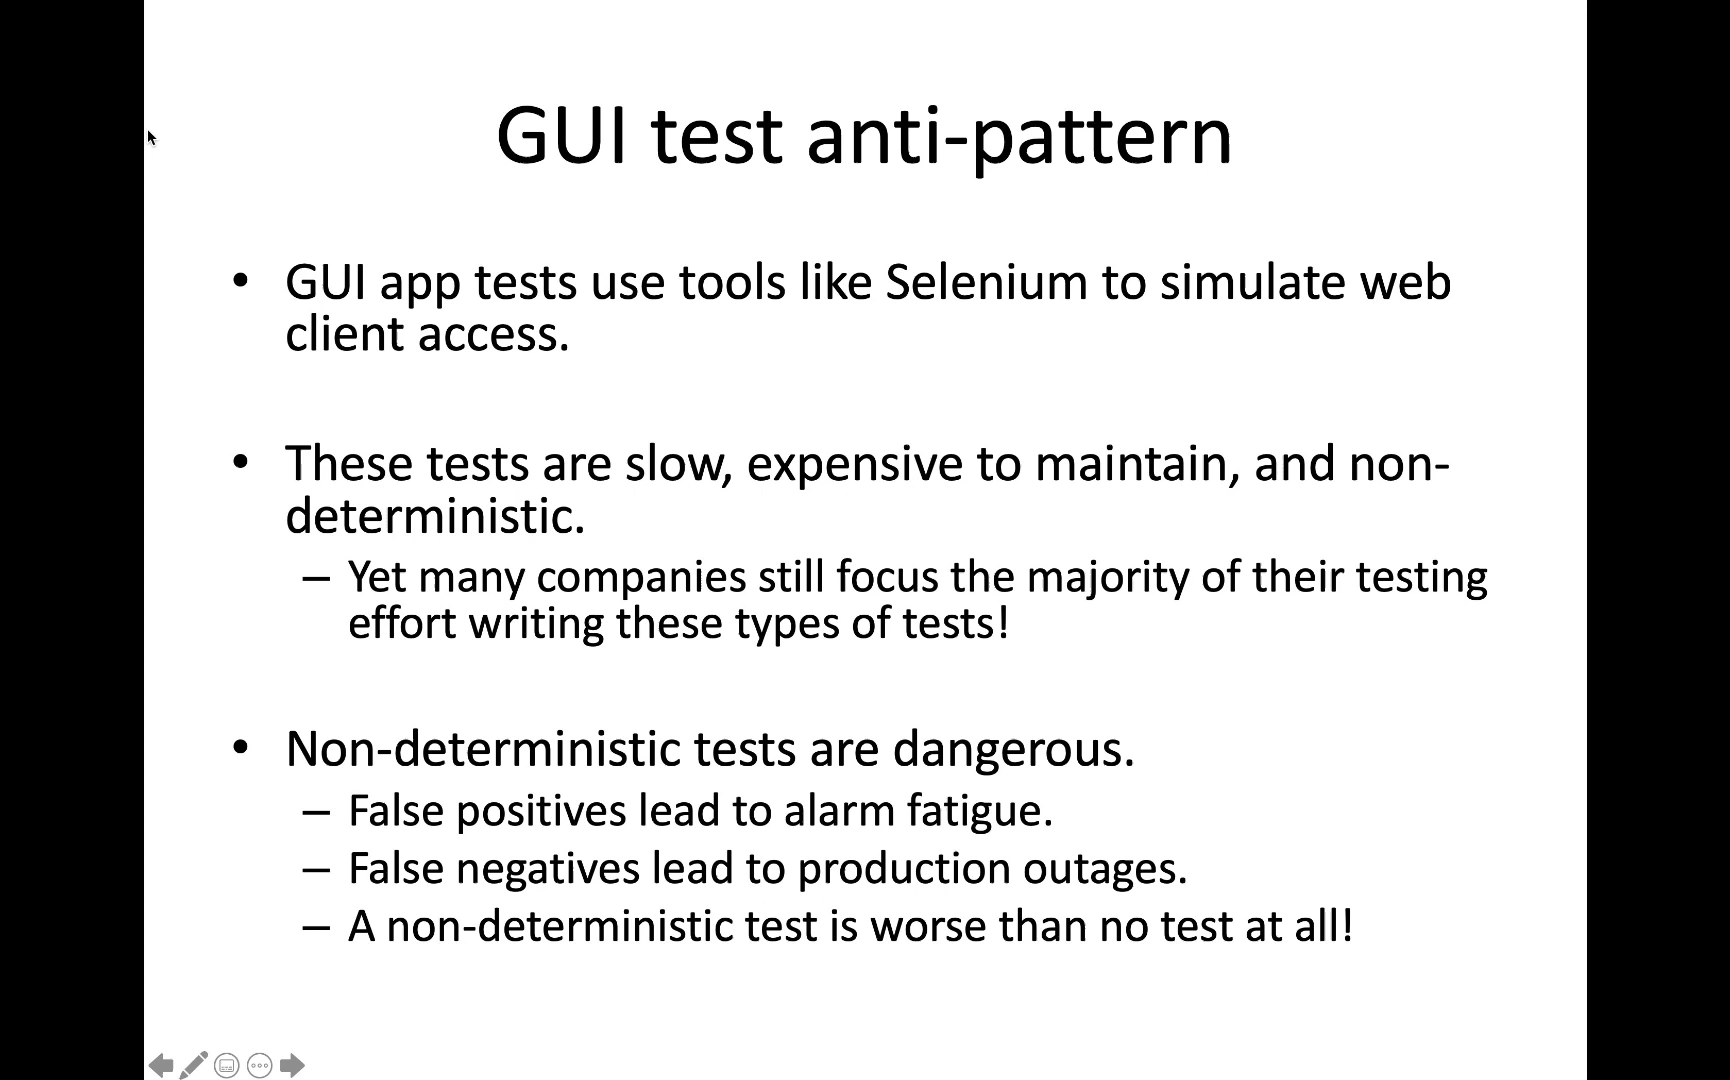 GUI test anti-pattern
• GUI app tests use tools like Selenium to simulate web
client access.
• These tests are slow, expensive to maintain, and non-
deterministic.
– Yet many companies still focus the majority of their testing
effort writing these types of tests!
• Non-deterministic tests are dangerous.
– False positives lead to alarm fatigue.
– False negatives lead to production outages.
– A non-deterministic test is worse than no test at all!